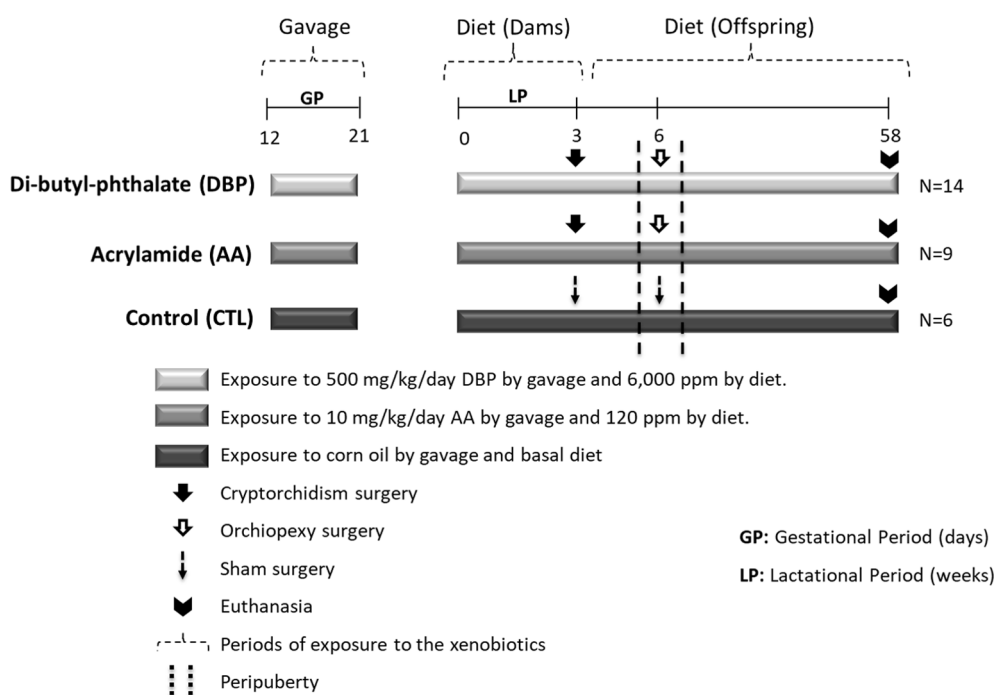 Gavage
Diet (Dams)
Diet (Offspring)
GP
LP
12
21
0
3
6
58
Di-butyl-phthalate (DBP)
N=14
Acrylamide (AA)
N=9
Control (CTL)
N=6
Exposure to 500 mg/kg/day DBP by gavage and 6,000 ppm by diet.
Exposure to 10 mg/kg/day AA by gavage and 120 ppm by diet.
Exposure to corn oil by gavage and basal diet
Cryptorchidism surgery
Orchiopexy surgery
Sham surgery
Euthanasia
Periods of exposure to the xenobiotics
Peripuberty
GP: Gestational Period (days)
LP: Lactational Period (weeks)